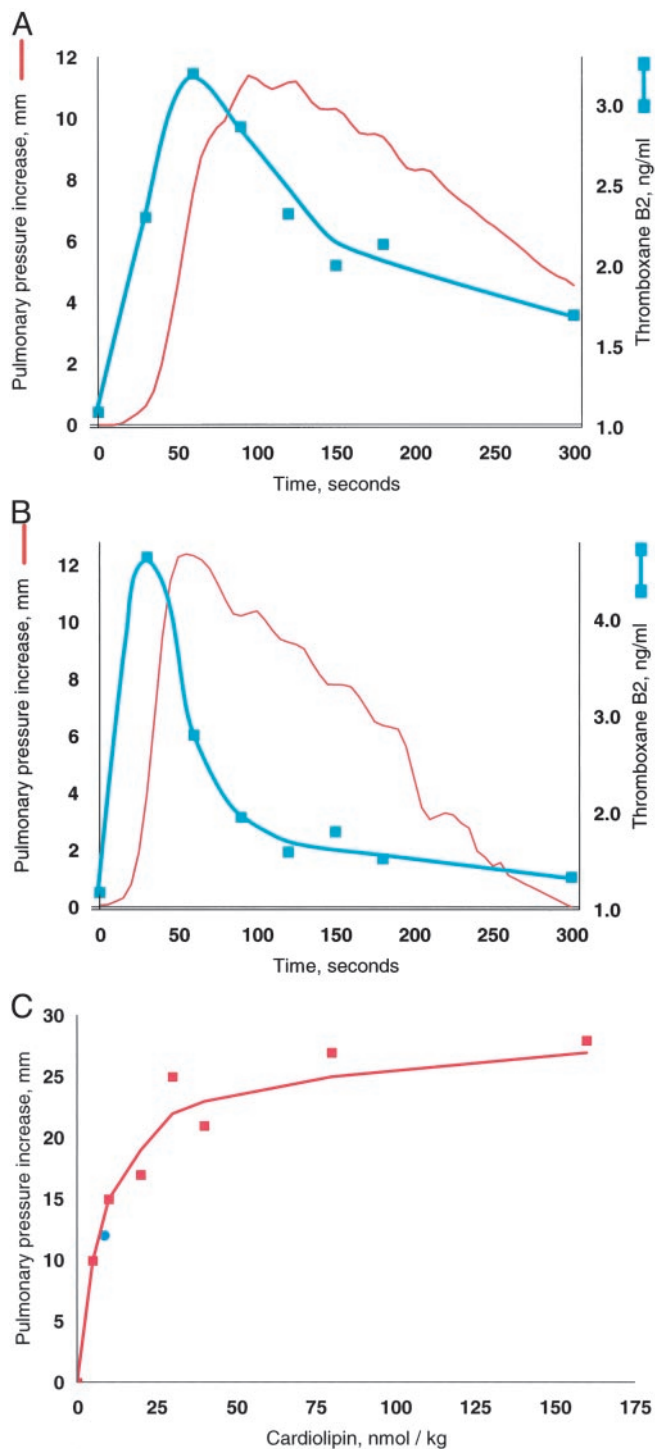 A
Pulmonary pressure increase, mm
12
10
8
6
4
2
0
3.0
2.5
2.0
1.5
1.0
Thromboxane B2, ng/ml
0 50 100 150 200 250 300
Time, seconds
B
Pulmonary pressure increase, mm
12
10
8
6
4
2
0
4.0
3.0
2.0
1.0
Thromboxane B2, ng/ml
0 50 100 150 200 250 300
Time, seconds
C
Pulmonary pressure increase, mm
30
25
20
15
10
5
0
0 25 50 75 100 125 150 175
Cardiolipin, nmol / kg